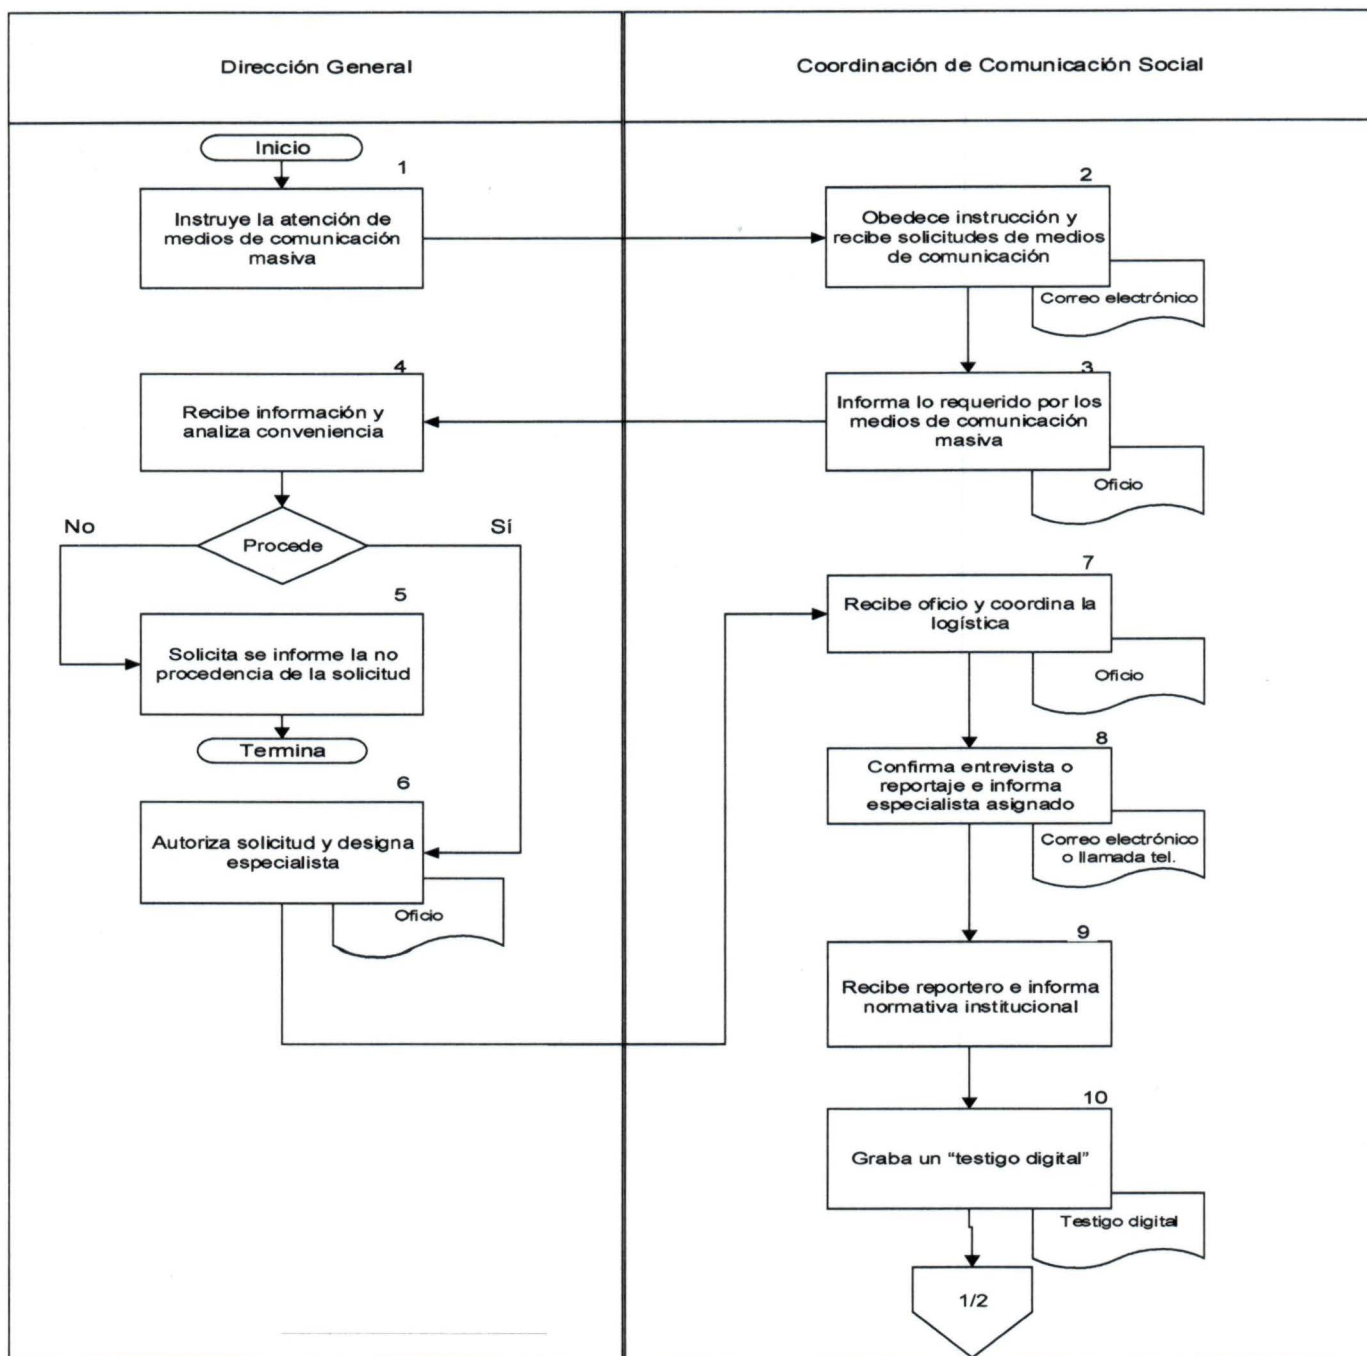 Dirección General
Coordinación de Comunicación Social
Inicio
1
Instruye la atención de
medios de comunicación
masiva
2
Obedece instrucción y
recibe solicitudes de medios
de comunicación
Correo electrónico
3
Informa lo requerido por los
medios de comunicación
masiva
Oficio
4
Recibe información y
analiza conveniencia
Procede
No
Sí
5
Solicita se informe la no
procedencia de la solicitud
Termina
6
Autoriza solicitud y designa
especialista
Oficio
7
Recibe oficio y coordina la
logística
Oficio
8
Confirma entrevista o
reportaje e informa
especialista asignado
Correo electrónico
o llamada tel.
9
Recibe reportero e informa
normativa institucional
10
Graba un “testigo digital”
Testigo digital
1/2